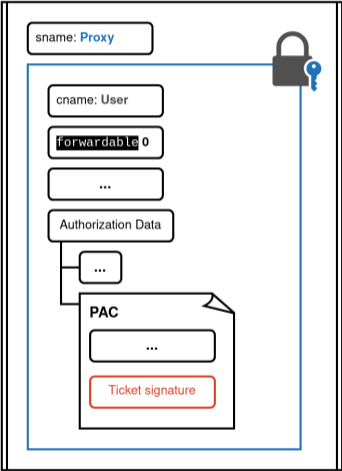 sname: Proxy
cname: User
forwardable 0
...
Authorization Data
...
PAC
...
Ticket signature